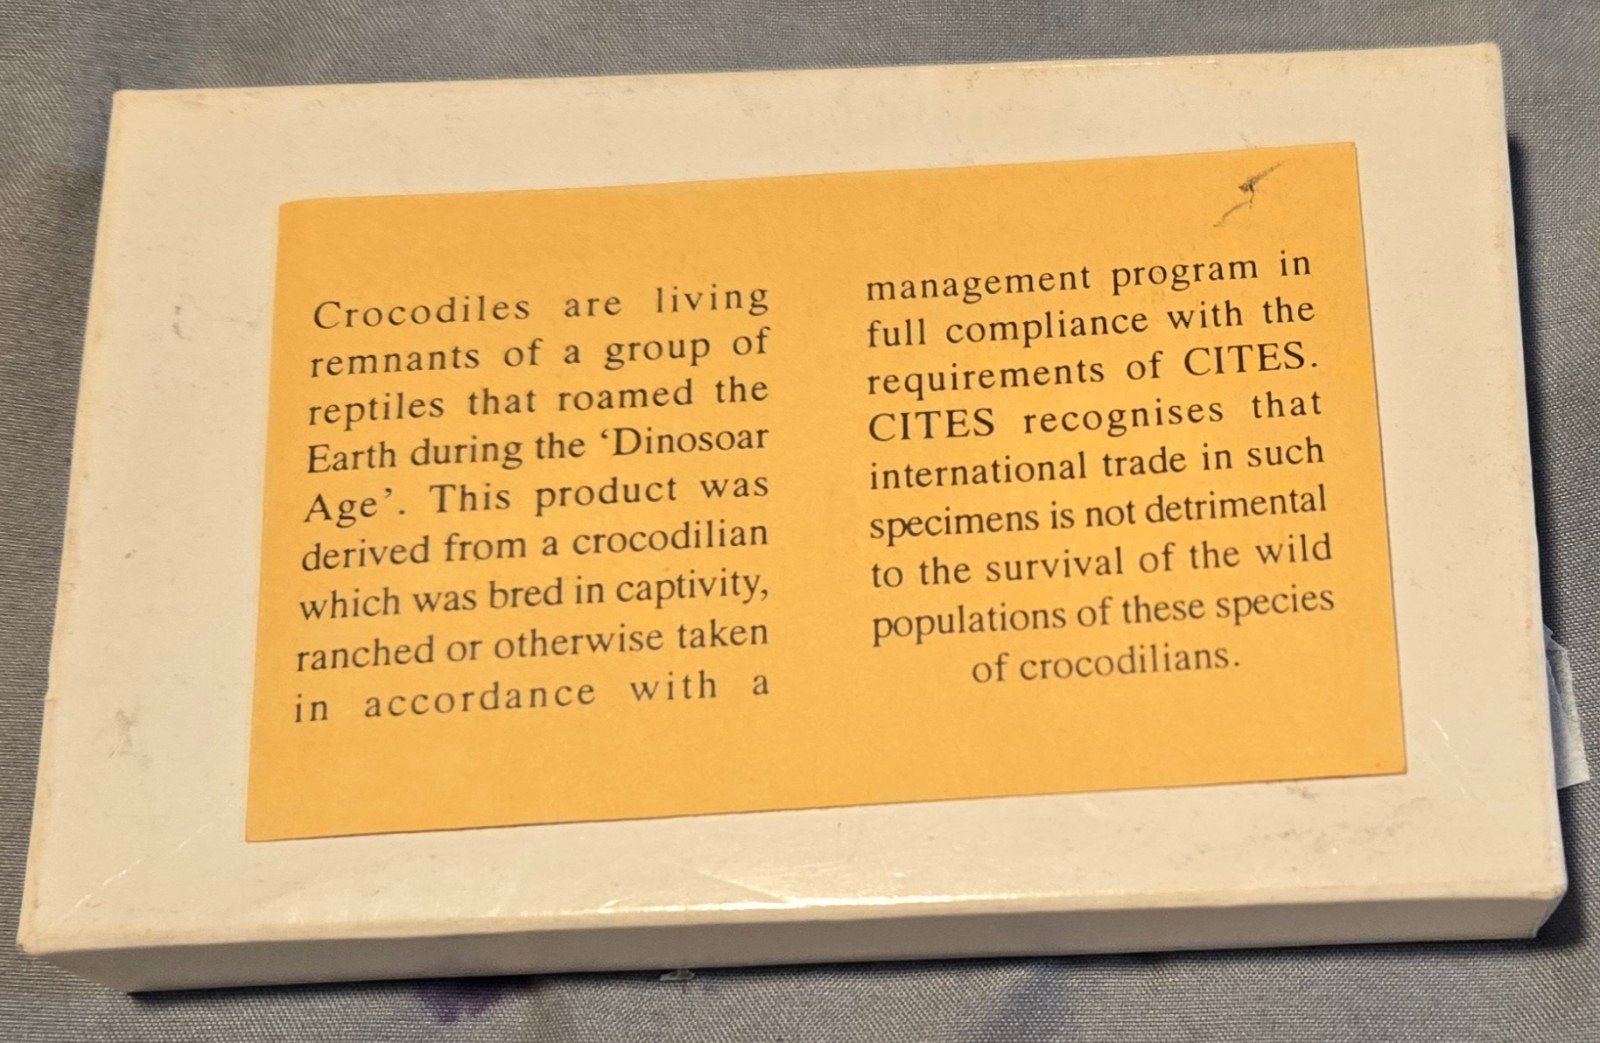 Crocodiles are living
remnants of a group of
reptiles that roamed the
Earth during the ‘Dinosoar
Age’. This product was
derived from a crocodilian
which was bred in captivity,
ranched or otherwise taken
in accordance with a
management program in
full compliance with the
requirements of CITES.
CITES recognises that
international trade in such
specimens is not detrimental
to the survival of the wild
populations of these species
of crocodilians.